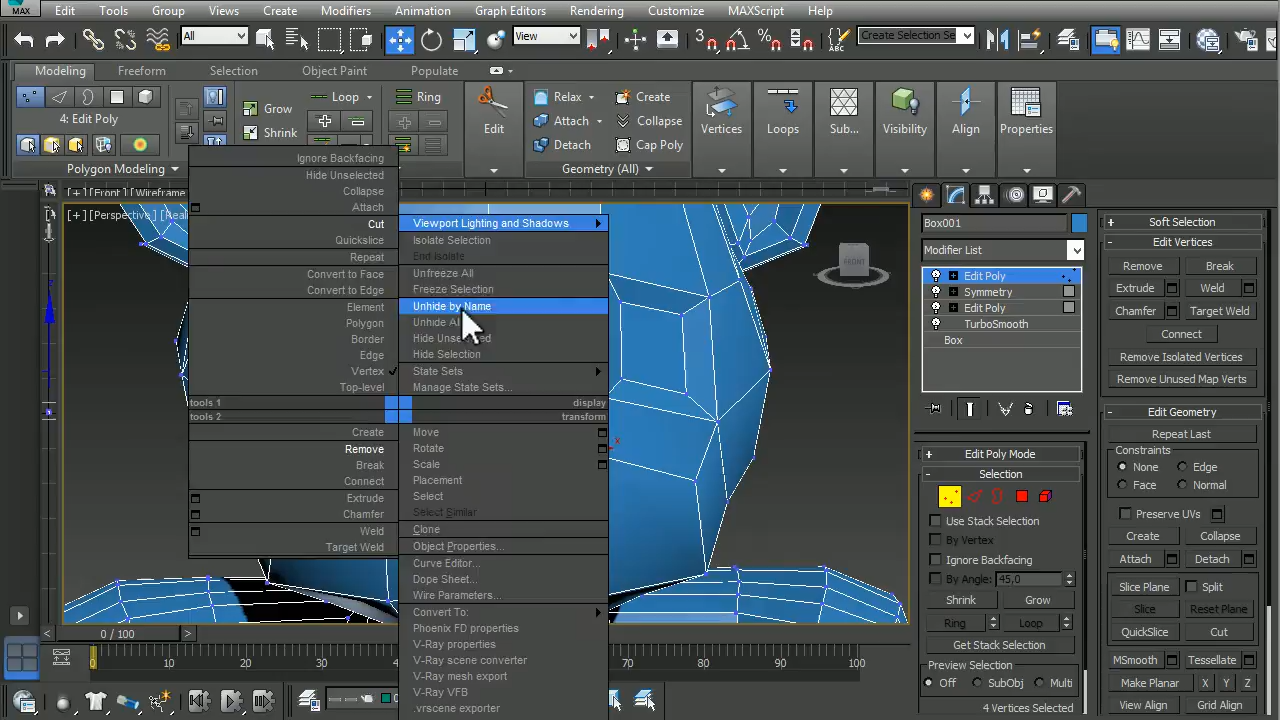 MAX
Edit Tools Group Views Create Modifiers Animation Graph Editors Rendering Customize MAXScript Help
All
View
Create Selection Se
Modeling Freeform Selection Object Paint Populate
4: Edit Poly
Grow
Shrink
Loop
Ring
Edit
Relax
Attach
Detach
Create
Collapse
Cap Poly
Vertices
Loops
Sub...
Visibility
Align
Properties
Polygon Modeling
Geometry (All)
[+] [Front] [Wireframe
[+] [Perspective] [Reali
FRONT
Ignore Backfacing
Hide Unselected
Collapse
Attach
Cut
Quickslice
Repeat
Convert to Face
Convert to Edge
Element
Polygon
Border
Edge
Vertex
Top-level
tools 1
tools 2
Create
Remove
Break
Connect
Extrude
Chamfer
Weld
Target Weld
Viewport Lighting and Shadows
Isolate Selection
End Isolate
Unfreeze All
Freeze Selection
Unhide by Name
Unhide All
Hide Selection
State Sets
Manage State Sets...
display
transform
Move
Rotate
Scale
Placement
Select
Select Similar
Clone
Object Properties...
Curve Editor...
Dope Sheet...
Wire Parameters...
Convert To:
Phoenix FD properties
V-Ray properties
V-Ray scene converter
V-Ray mesh export
V-Ray VFB
.vrscene exporter
x
0 / 100
0 10 20 30 70 80 90 100
Box001
Modifier List
Edit Poly
Symmetry
Edit Poly
TurboSmooth
Box
Edit Poly Mode
Selection
Use Stack Selection
By Vertex
Ignore Backfacing
By Angle: 45,0
Shrink Grow
Ring Loop
Get Stack Selection
Preview Selection
Off SubObj Multi
4 Vertices Selected
Soft Selection
Edit Vertices
Remove Break
Extrude Weld
Chamfer Target Weld
Connect
Remove Isolated Vertices
Remove Unused Map Verts
Edit Geometry
Repeat Last
Constraints
None Edge
Face Normal
Preserve UVs
Create Collapse
Attach Detach
Slice Plane Split
Slice Reset Plane
QuickSlice Cut
MSmooth Tessellate
Make Planar X Y Z
View Align Grid Align